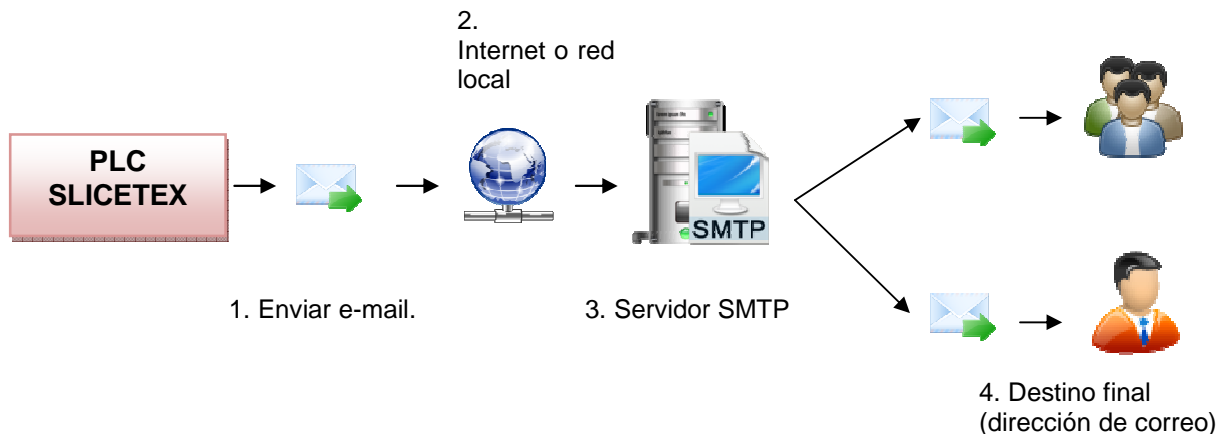 2.
Internet o red
local
PLC
SLICETEX
SMTP
1. Enviar e-mail.
3. Servidor SMTP
4. Destino final
(dirección de correo)